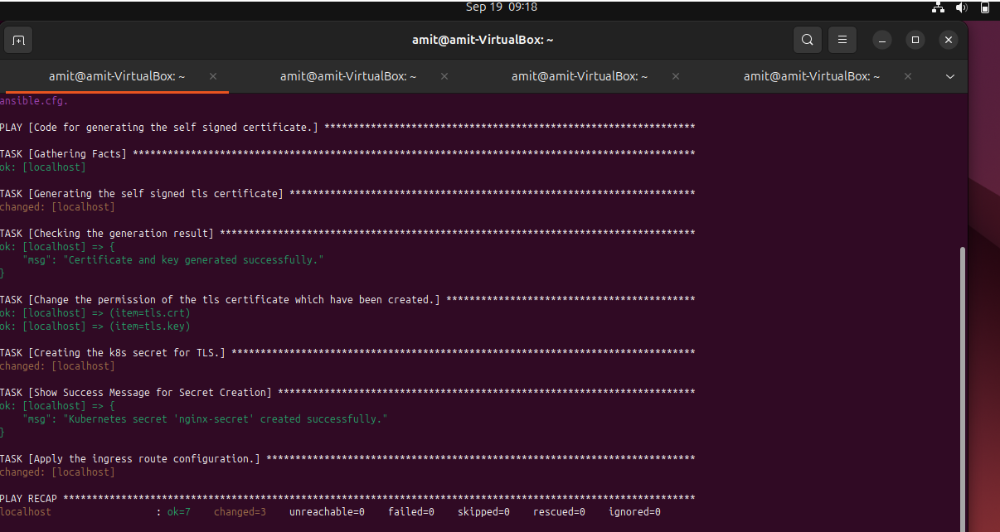 Sep 19 09:18
amit@amit-VirtualBox: ~
amit@amit-VirtualBox: ~ × amit@amit-VirtualBox: ~ × amit@amit-VirtualBox: ~ × amit@amit-VirtualBox: ~ ×
ansible.cfg.
PLAY [Code for generating the self signed certificate.] ****************************************************************
TASK [Gathering Facts] *************************************************************************************************
ok: [localhost]
TASK [Generating the self signed tls certificate] **********************************************************************
changed: [localhost]
TASK [Checking the generation result] **********************************************************************************
ok: [localhost] => {
    "msg": "Certificate and key generated successfully."
}
TASK [Change the permission of the tls certificate which have been created.] *******************************************
ok: [localhost] => (item=tls.crt)
ok: [localhost] => (item=tls.key)
TASK [Creating the k8s secret for TLS.] ********************************************************************************
changed: [localhost]
TASK [Show Success Message for Secret Creation] ************************************************************************
ok: [localhost] => {
    "msg": "Kubernetes secret 'nginx-secret' created successfully."
}
TASK [Apply the ingress route configuration.] **************************************************************************
changed: [localhost]
PLAY RECAP *************************************************************************************************************
localhost                  : ok=7    changed=3    unreachable=0    failed=0    skipped=0    rescued=0    ignored=0